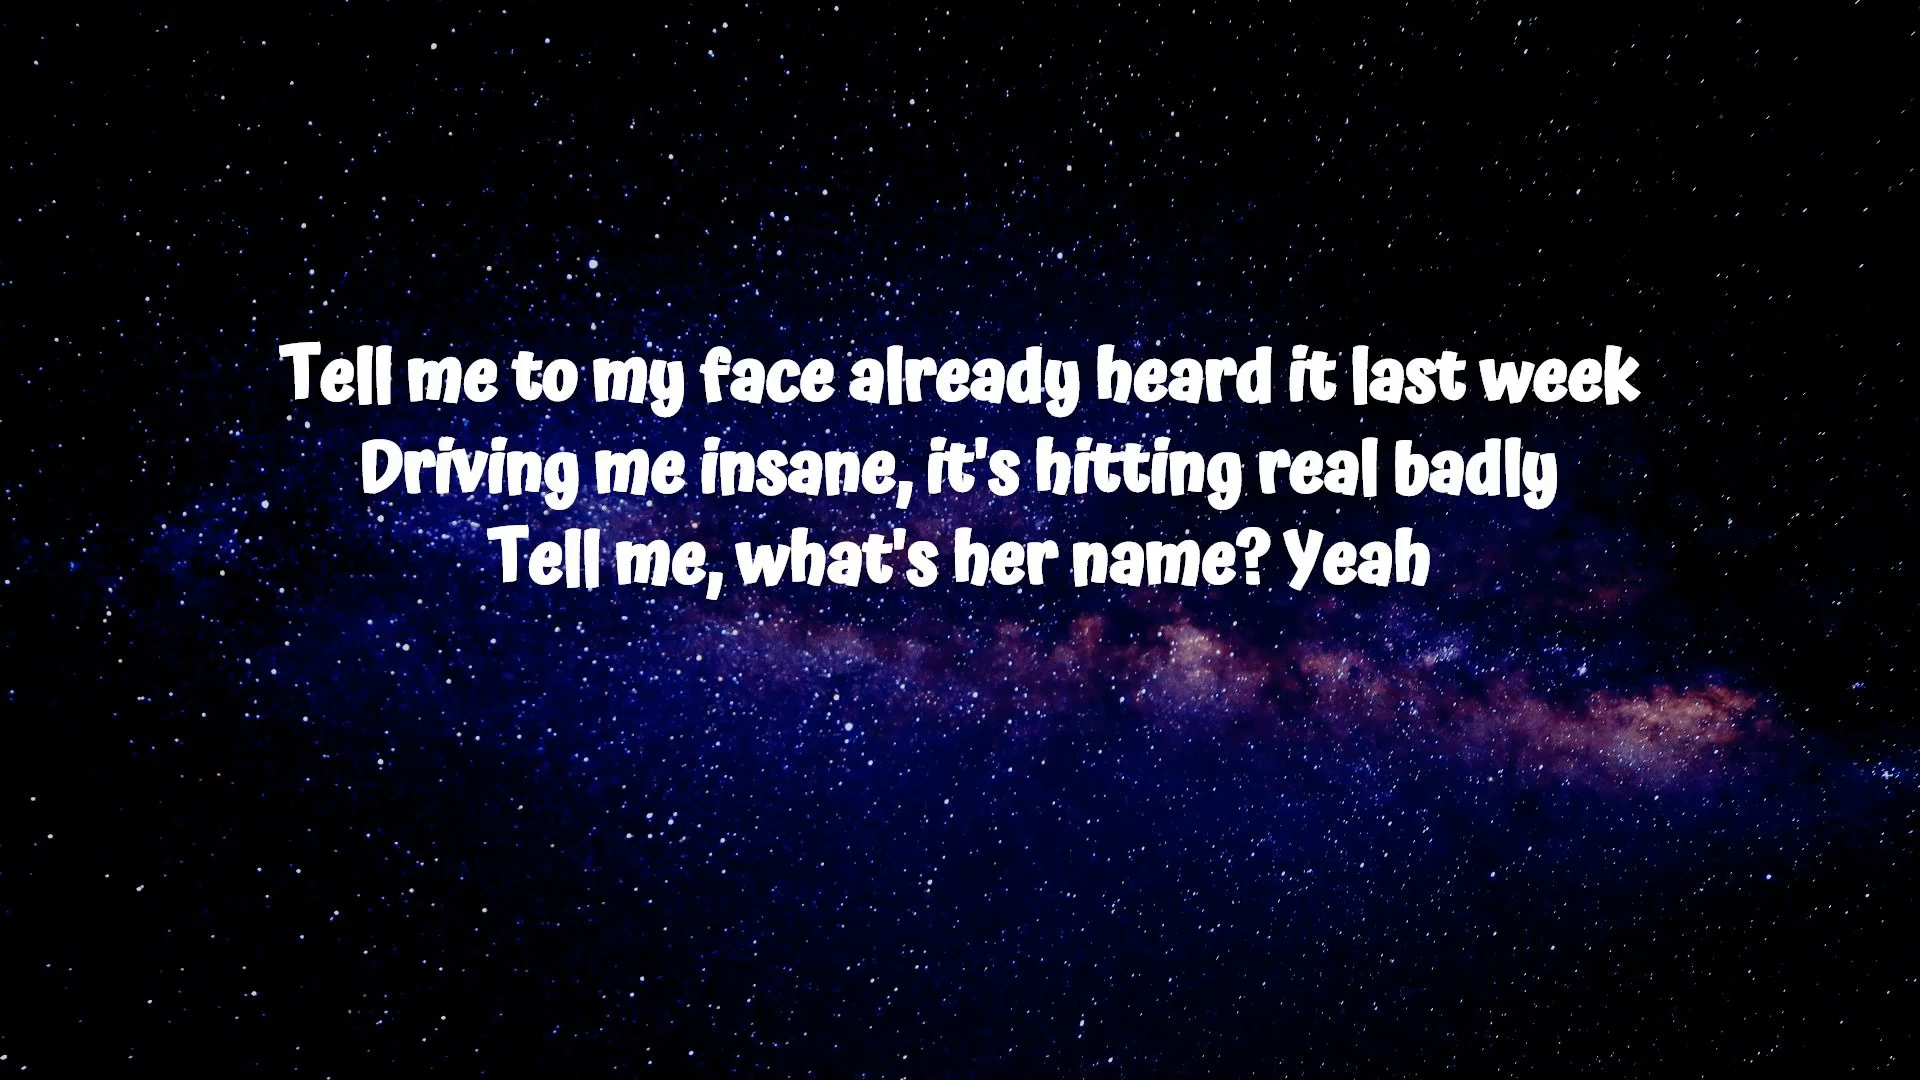 Tell me to my face already heard it last week
Driving me insane, it's hitting real badly
Tell me, what's her name? Yeah